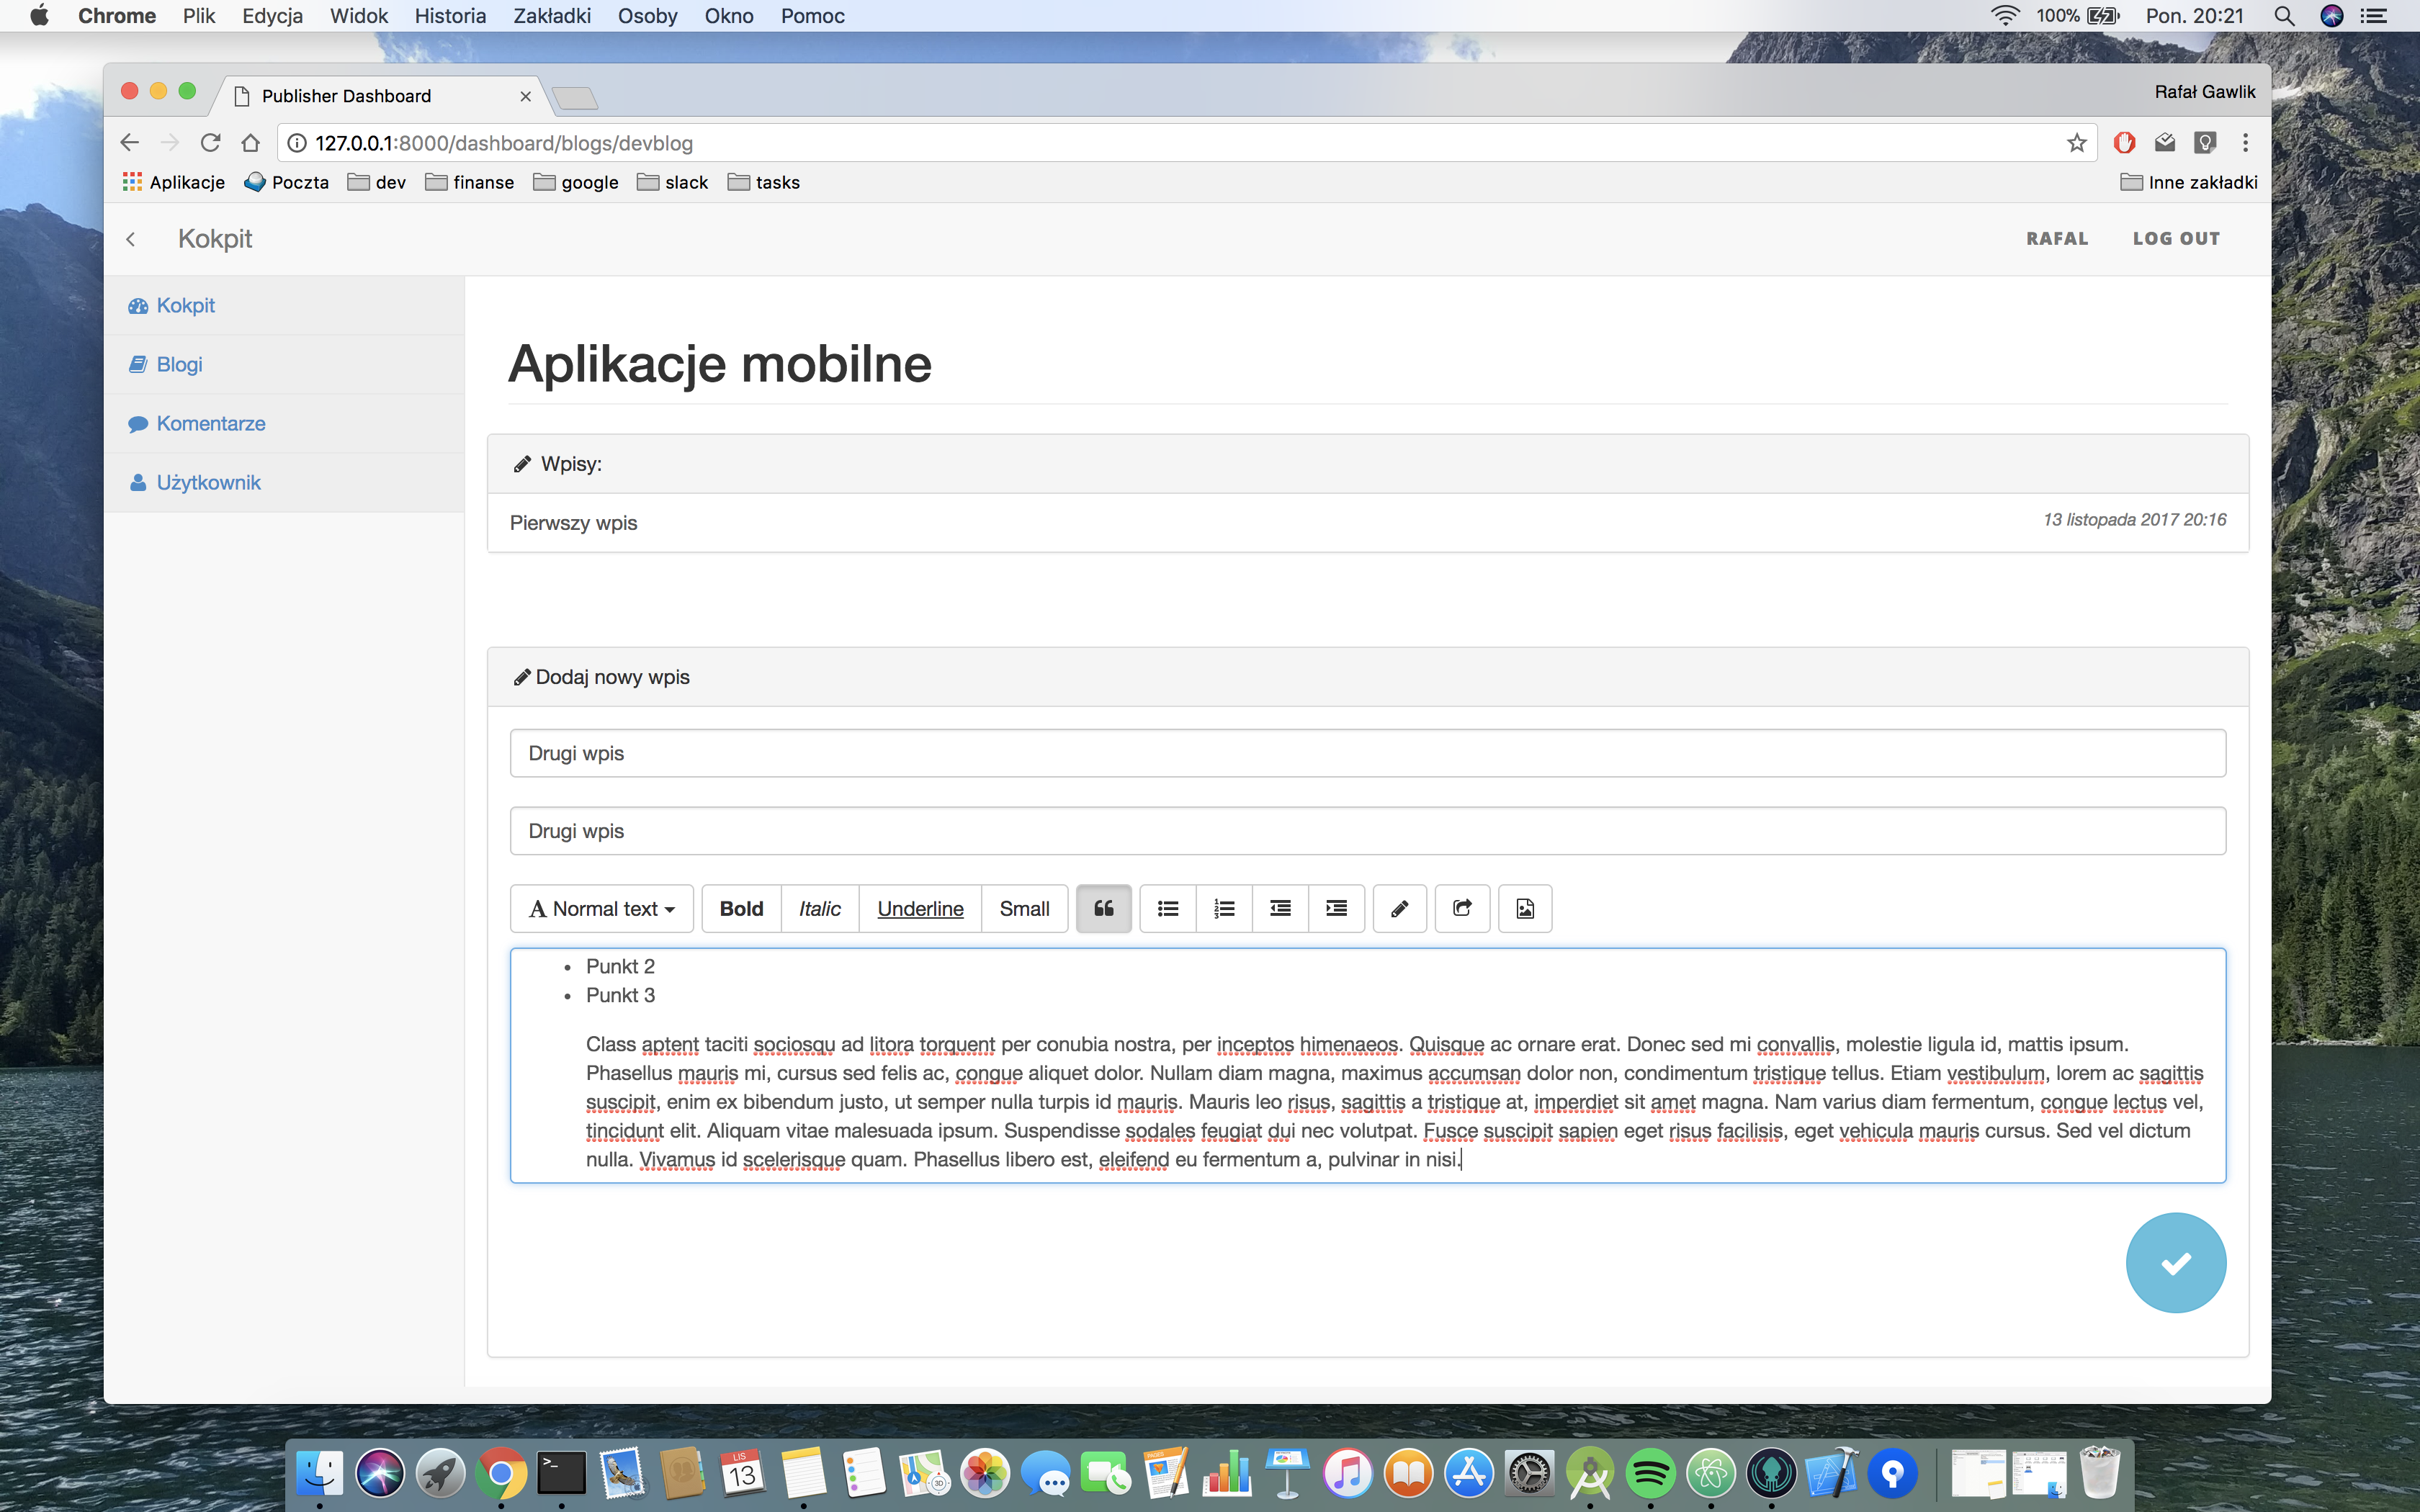 Chrome Plik Edycja Widok Historia Zakładki Osoby Okno Pomoc 100% Pon. 20:21
Publisher Dashboard Rafał Gawlik
127.0.0.1:8000/dashboard/blogs/devblog
Aplikacje Poczta dev finanse google slack tasks Inne zakładki
Kokpit RAFAL LOG OUT
Kokpit
Blogi
Komentarze
Użytkownik
Aplikacje mobilne
Wpisy:
Pierwszy wpis 13 listopada 2017 20:16
Dodaj nowy wpis
Drugi wpis
Drugi wpis
A Normal text Bold Italic Underline Small
• Punkt 2
• Punkt 3
Class aptent taciti sociosqu ad litora torquent per conubia nostra, per inceptos himenaeos. Quisque ac ornare erat. Donec sed mi convallis, molestie ligula id, mattis ipsum.
Phasellus mauris mi, cursus sed felis ac, congue aliquet dolor. Nullam diam magna, maximus accumsan dolor non, condimentum tristique tellus. Etiam vestibulum, lorem ac sagittis
suscipit, enim ex bibendum justo, ut semper nulla turpis id mauris. Mauris leo risus, sagittis a tristique at, imperdiet sit amet magna. Nam varius diam fermentum, congue lectus vel,
tincidunt elit. Aliquam vitae malesuada ipsum. Suspendisse sodales feugiat dui nec volutpat. Fusce suscipit sapien eget risus facilisis, eget vehicula mauris cursus. Sed vel dictum
nulla. Vivamus id scelerisque quam. Phasellus libero est, eleifend eu fermentum a, pulvinar in nisi.
LIS
13
PAGES
3D